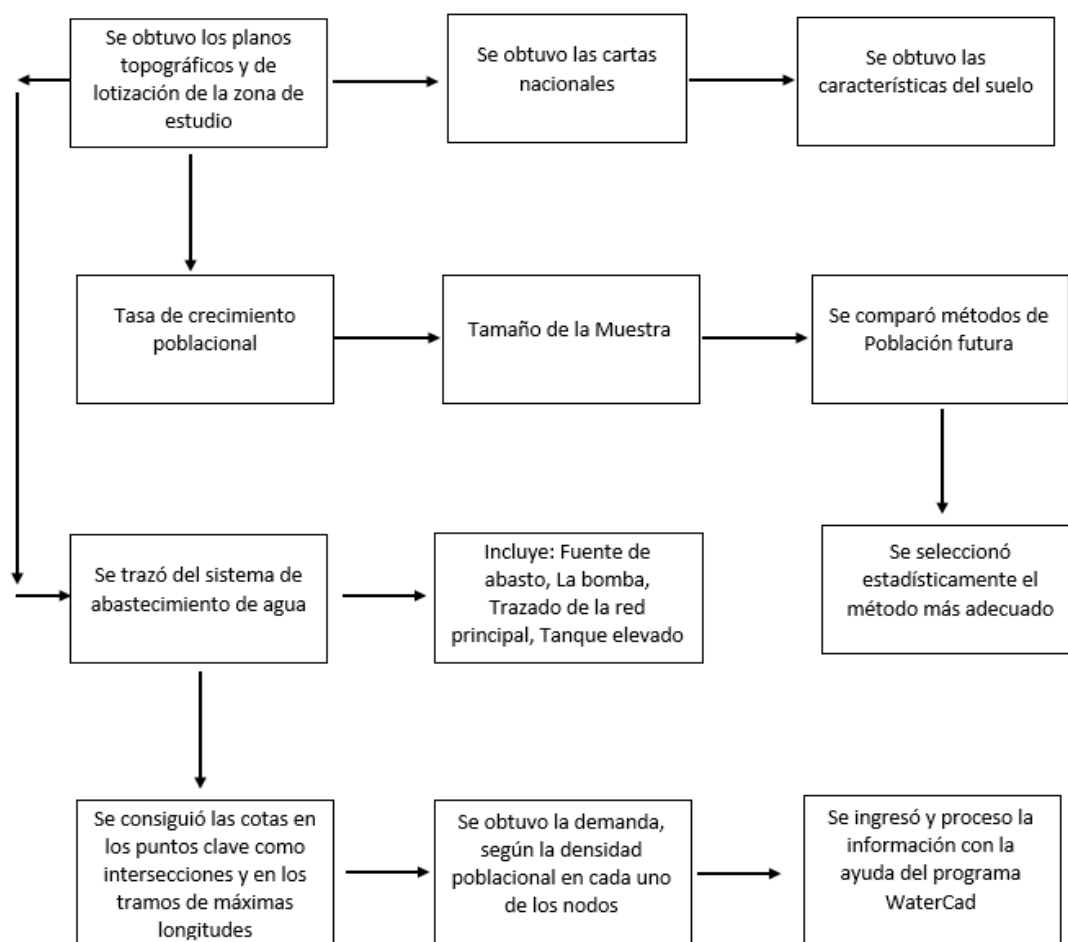 Se obtuvo los planos
topográficos y de
lotización de la zona de
estudio
Se obtuvo las cartas
nacionales
Se obtuvo las
características del suelo
Tasa de crecimiento
poblacional
Tamaño de la Muestra
Se comparó métodos de
Población futura
Se trazó del sistema de
abastecimiento de agua
Incluye: Fuente de
abasto, La bomba,
Trazado de la red
principal, Tanque elevado
Se seleccionó
estadísticamente el
método más adecuado
Se consiguió las cotas en
los puntos clave como
intersecciones y en los
tramos de máximas
longitudes
Se obtuvo la demanda,
según la densidad
poblacional en cada uno
de los nodos
Se ingresó y proceso la
información con la
ayuda del programa
WaterCad